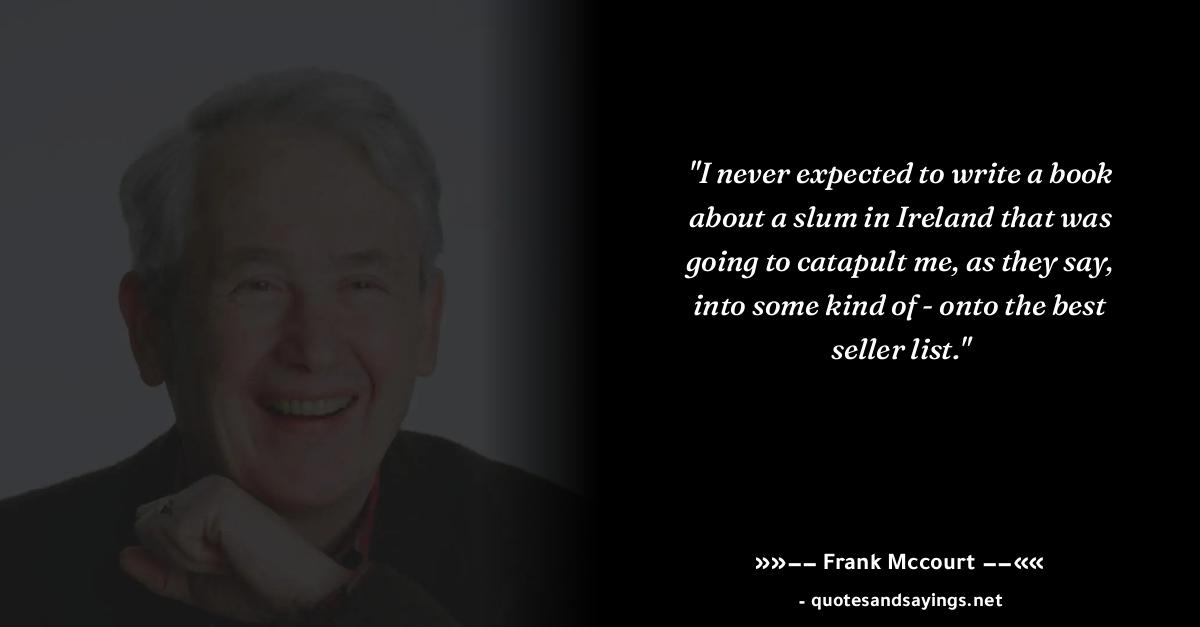 "I never expected to write a book
about a slum in Ireland that was
going to catapult me, as they say,
into some kind of - onto the best
seller list."
»»–– Frank Mccourt ––««
- quotesandsayings.net